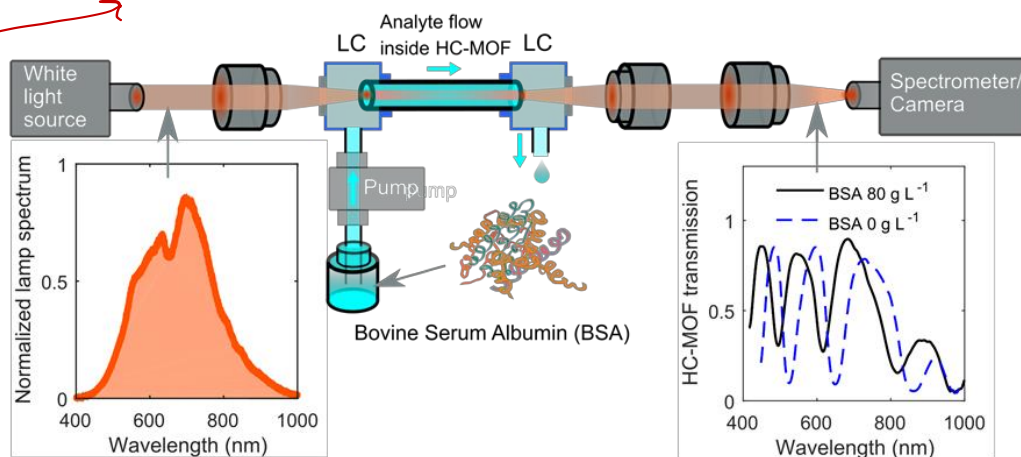 Analyte flow
inside HC-MOF
LC
LC
White
light
source
Spectrometer/
Camera
Pump
ump
Bovine Serum Albumin (BSA)
Normalized lamp spectrum
1
0.5
0
400
600
800
1000
Wavelength (nm)
HC-MOF transmission
BSA 80 g L⁻¹
BSA 0 g L⁻¹
1
0.5
0
400
600
800
1000
Wavelength (nm)